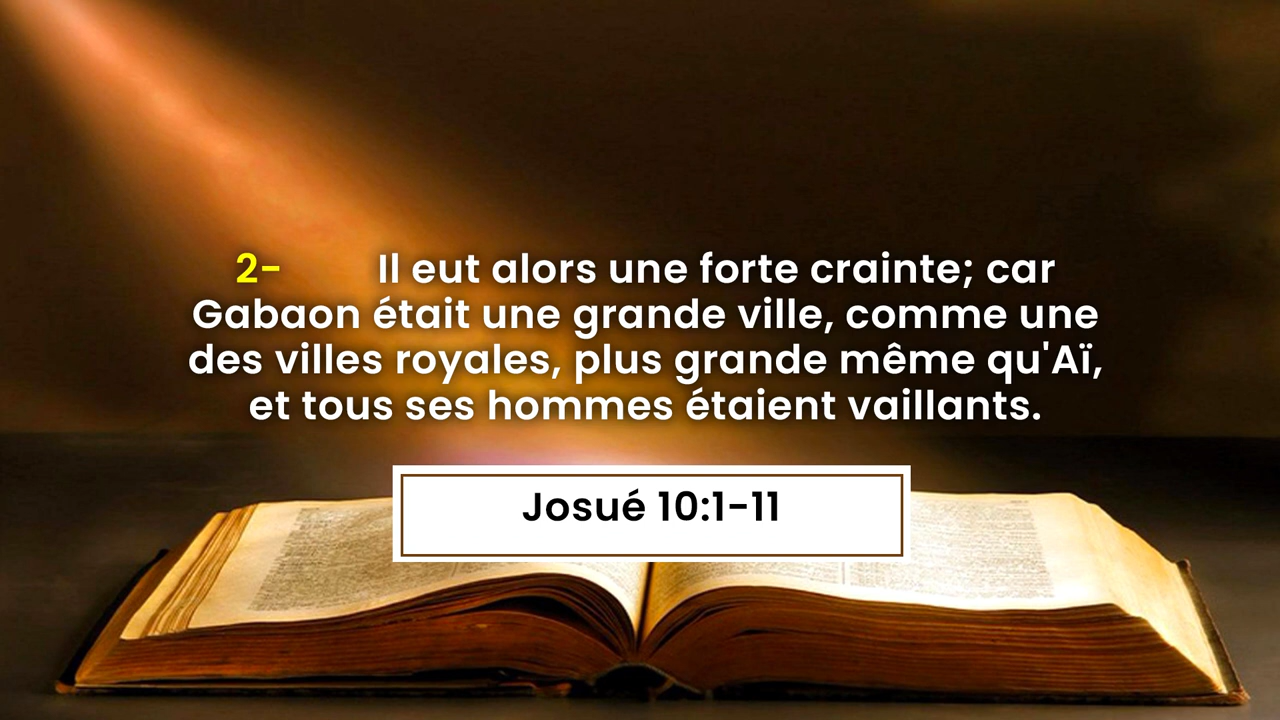 2- Il eut alors une forte crainte; car
Gabaon était une grande ville, comme une
des villes royales, plus grande même qu'Aï,
et tous ses hommes étaient vaillants.
Josué 10:1-11